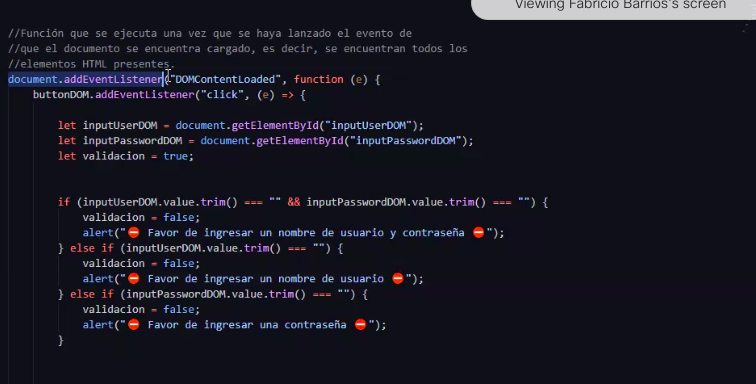 Viewing Fabricio Barrios's screen
//Función que se ejecuta una vez que se haya lanzado el evento de
//que el documento se encuentra cargado, es decir, se encuentran todos los
//elementos HTML presentes.
document.addEventListener("DOMContentLoaded", function (e) {
buttonDOM.addEventListener("click", (e) => {
let inputUserDOM = document.getElementById("inputUserDOM");
let inputPasswordDOM = document.getElementById("inputPasswordDOM");
let validacion = true;
if (inputUserDOM.value.trim() === "" && inputPasswordDOM.value.trim() === "") {
validacion = false;
alert("⛔ Favor de ingresar un nombre de usuario y contraseña ⛔");
} else if (inputUserDOM.value.trim() === "") {
validacion = false;
alert("⛔ Favor de ingresar un nombre de usuario ⛔");
} else if (inputPasswordDOM.value.trim() === "") {
validacion = false;
alert("⛔ Favor de ingresar una contraseña ⛔");
}